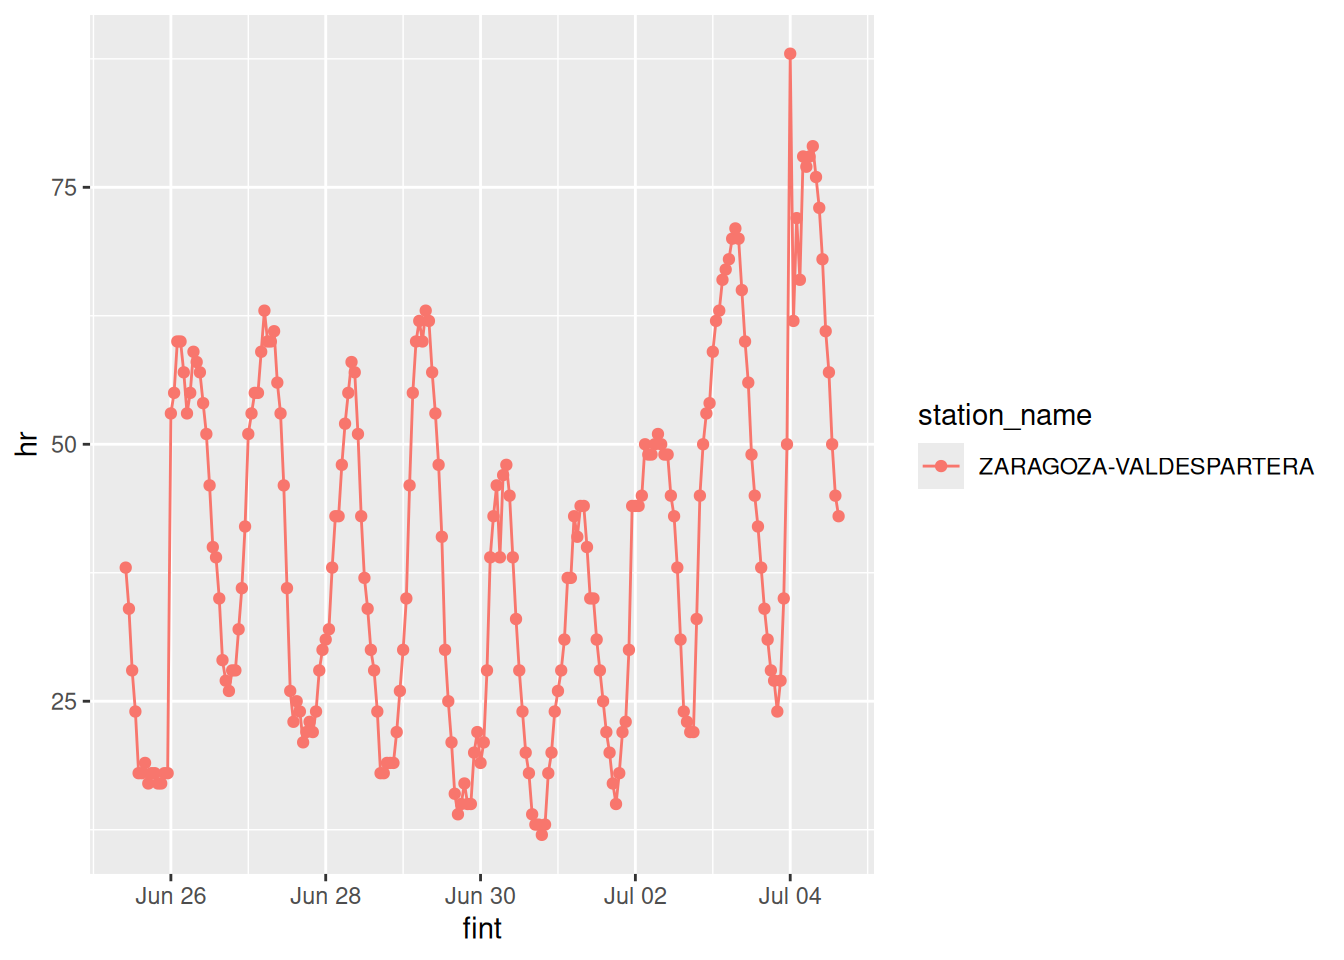 75
50
25
hr
Jun 26
Jun 28
Jun 30
Jul 02
Jul 04
fint
station_name
ZARAGOZA-VALDESPARTERA